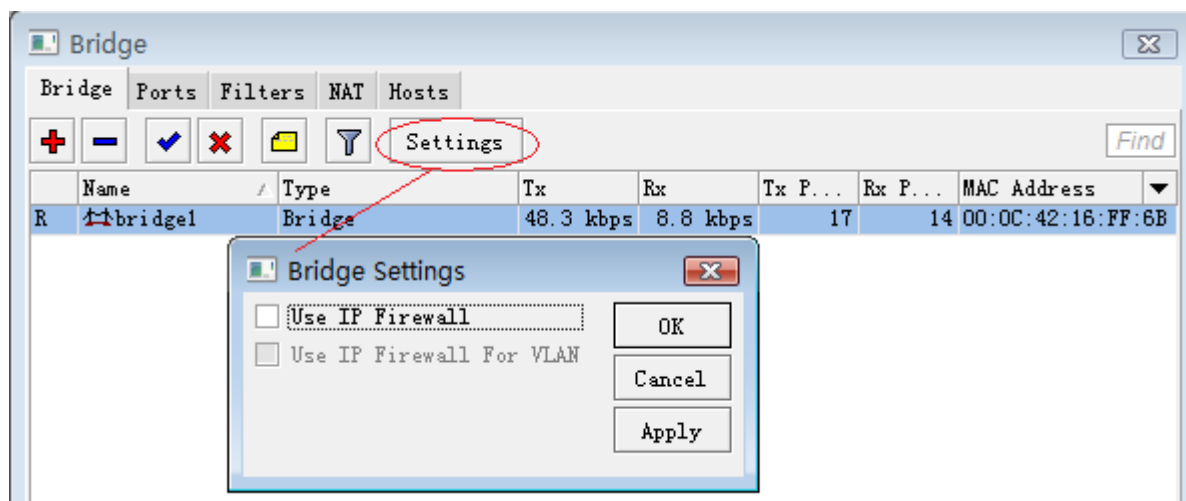 Bridge
Bridge Ports Filters NAT Hosts
Settings Find
Name Type Tx Rx Tx P... Rx P... MAC Address
R bridge1 Bridge 48.3 kbps 8.8 kbps 17 14 00:0C:42:16:FF:6B
Bridge Settings
Use IP Firewall OK
Use IP Firewall For VLAN
Cancel
Apply